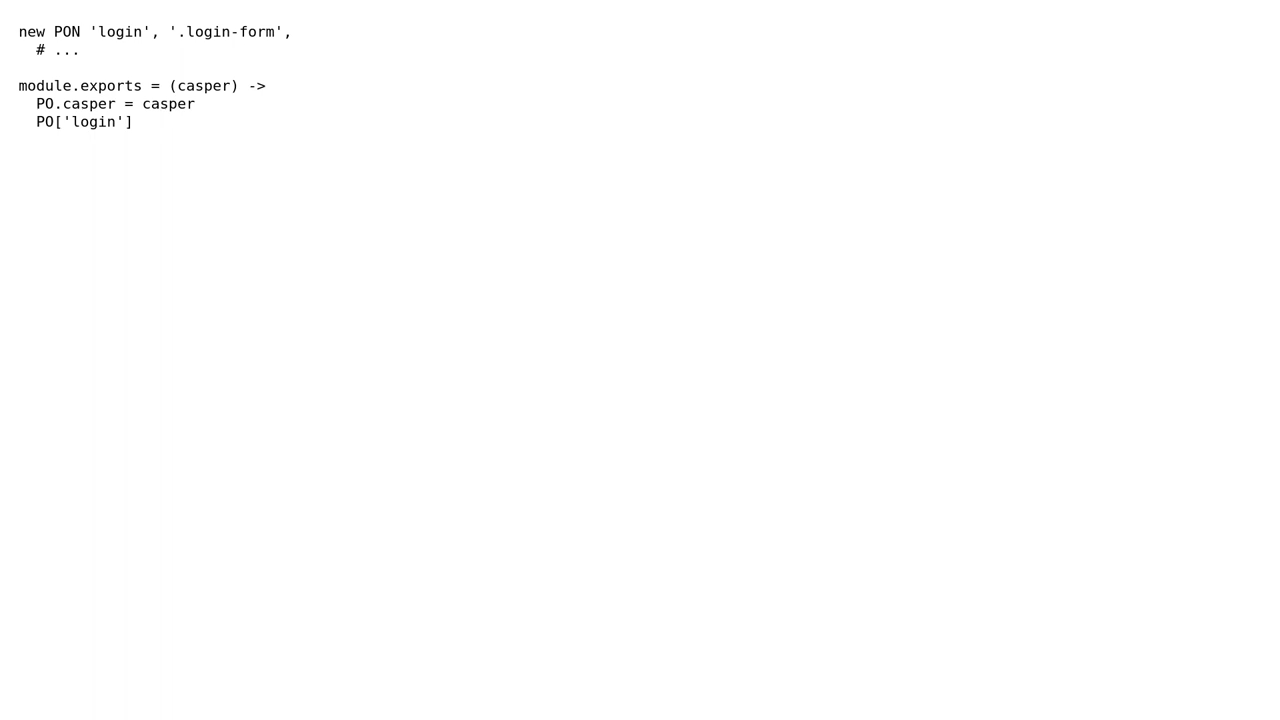 new PON 'login', '.login-form',
  # ...

module.exports = (casper) ->
  PO.casper = casper
  PO['login']